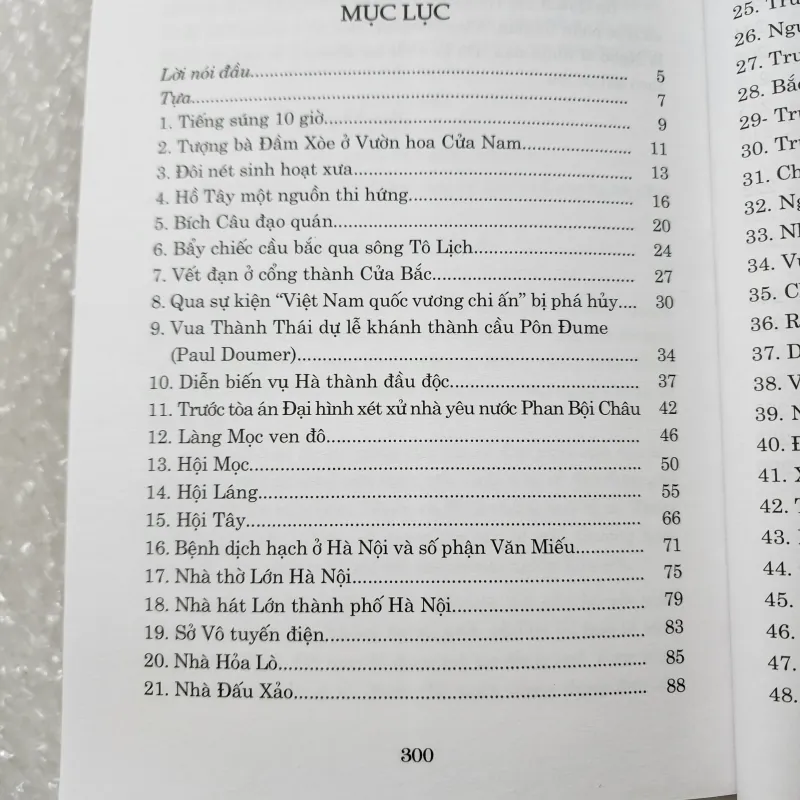 MỤC LỤC
Lời nói đầu............................................................................ 5
Tựa........................................................................................ 7
1. Tiếng súng 10 giờ.............................................................. 9
2. Tượng bà Đầm Xòe ở Vườn hoa Cửa Nam...................... 11
3. Đôi nét sinh hoạt xưa........................................................ 13
4. Hồ Tây một nguồn thi hứng............................................. 16
5. Bích Câu đạo quán............................................................ 20
6. Bẩy chiếc cầu bắc qua sông Tô Lịch................................ 24
7. Vết đạn ở cổng thành Cửa Bắc......................................... 27
8. Qua sự kiện “Việt Nam quốc vương chi ấn” bị phá hủy.... 30
9. Vua Thành Thái dự lễ khánh thành cầu Pôn Đume
(Paul Doumer)................................................................... 34
10. Diễn biến vụ Hà thành đầu độc...................................... 37
11. Trước tòa án Đại hình xét xử nhà yêu nước Phan Bội Châu 42
12. Làng Mọc ven đô............................................................. 46
13. Hội Mọc........................................................................... 50
14. Hội Láng.......................................................................... 55
15. Hội Tây............................................................................ 66
16. Bệnh dịch hạch ở Hà Nội và số phận Văn Miếu............. 71
17. Nhà thờ Lớn Hà Nội........................................................ 75
18. Nhà hát Lớn thành phố Hà Nội....................................... 79
19. Sở Vô tuyến điện............................................................. 83
20. Nhà Hỏa Lò..................................................................... 85
21. Nhà Đấu Xảo................................................................... 88
300
25.
26.
27.
28.
29-
30.
31.
32.
33.
34.
35.
36.
37.
38.
39.
40.
41.
42.
43.
44.
45.
46.
47.
48.